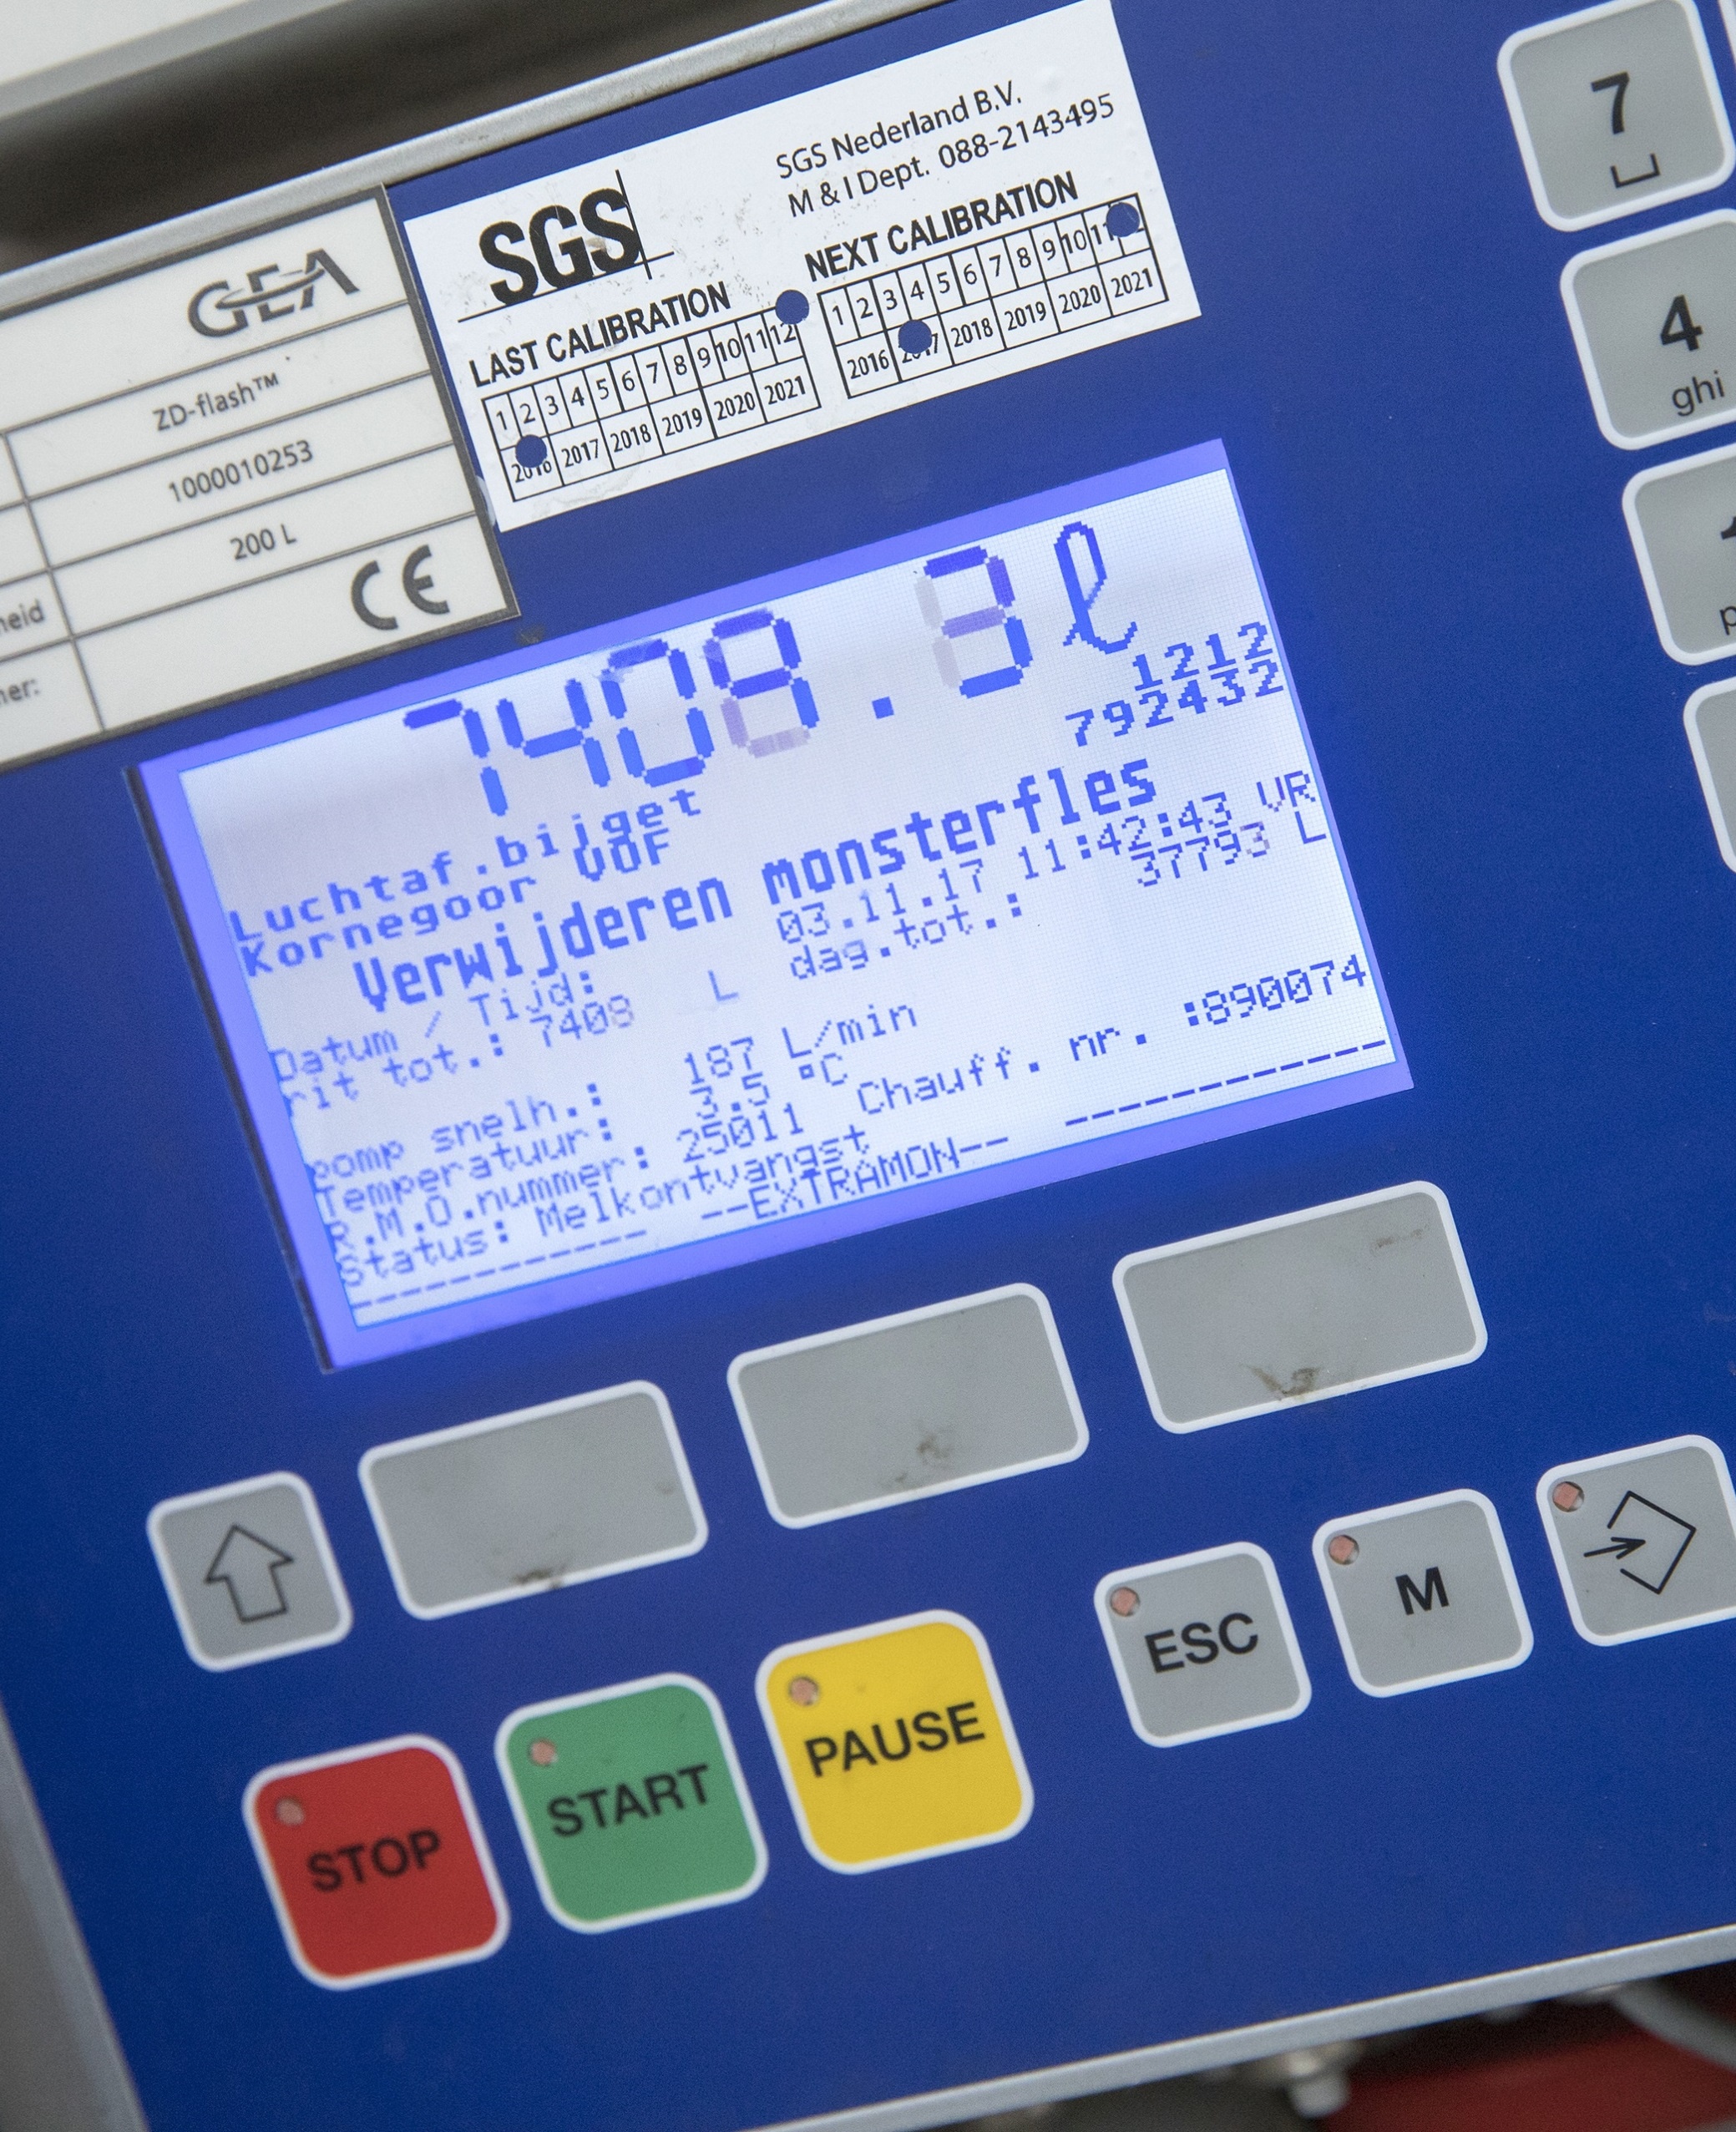 GEA
ZD-flash™
1000010253
200 L
CE
SGS
SGS Nederland B.V.
M & I Dept. 088-2143495
LAST CALIBRATION
1 2 3 4 5 6 7 8 9 10 11 12
2016 2017 2018 2019 2020 2021
NEXT CALIBRATION
1 2 3 4 5 6 7 8 9 10 11
2016 2017 2018 2019 2020 2021
ℓ
1212
Luchtaf.bijget 792432
Kornegoor VOF
Verwijderen monsterfles
Datum / Tijd: 03.11.17 11:42:43 VR
rit tot.: 7408 L dag.tot.: 37793 L
pomp snelh.: 187 L/min
Temperatuur: 3.5 °C
R.M.O.nummer: 25011 Chauff. nr. :890074
Status: Melkontvangst
--EXTRAMON--
7
4
ghi
STOP
START
PAUSE
ESC
M